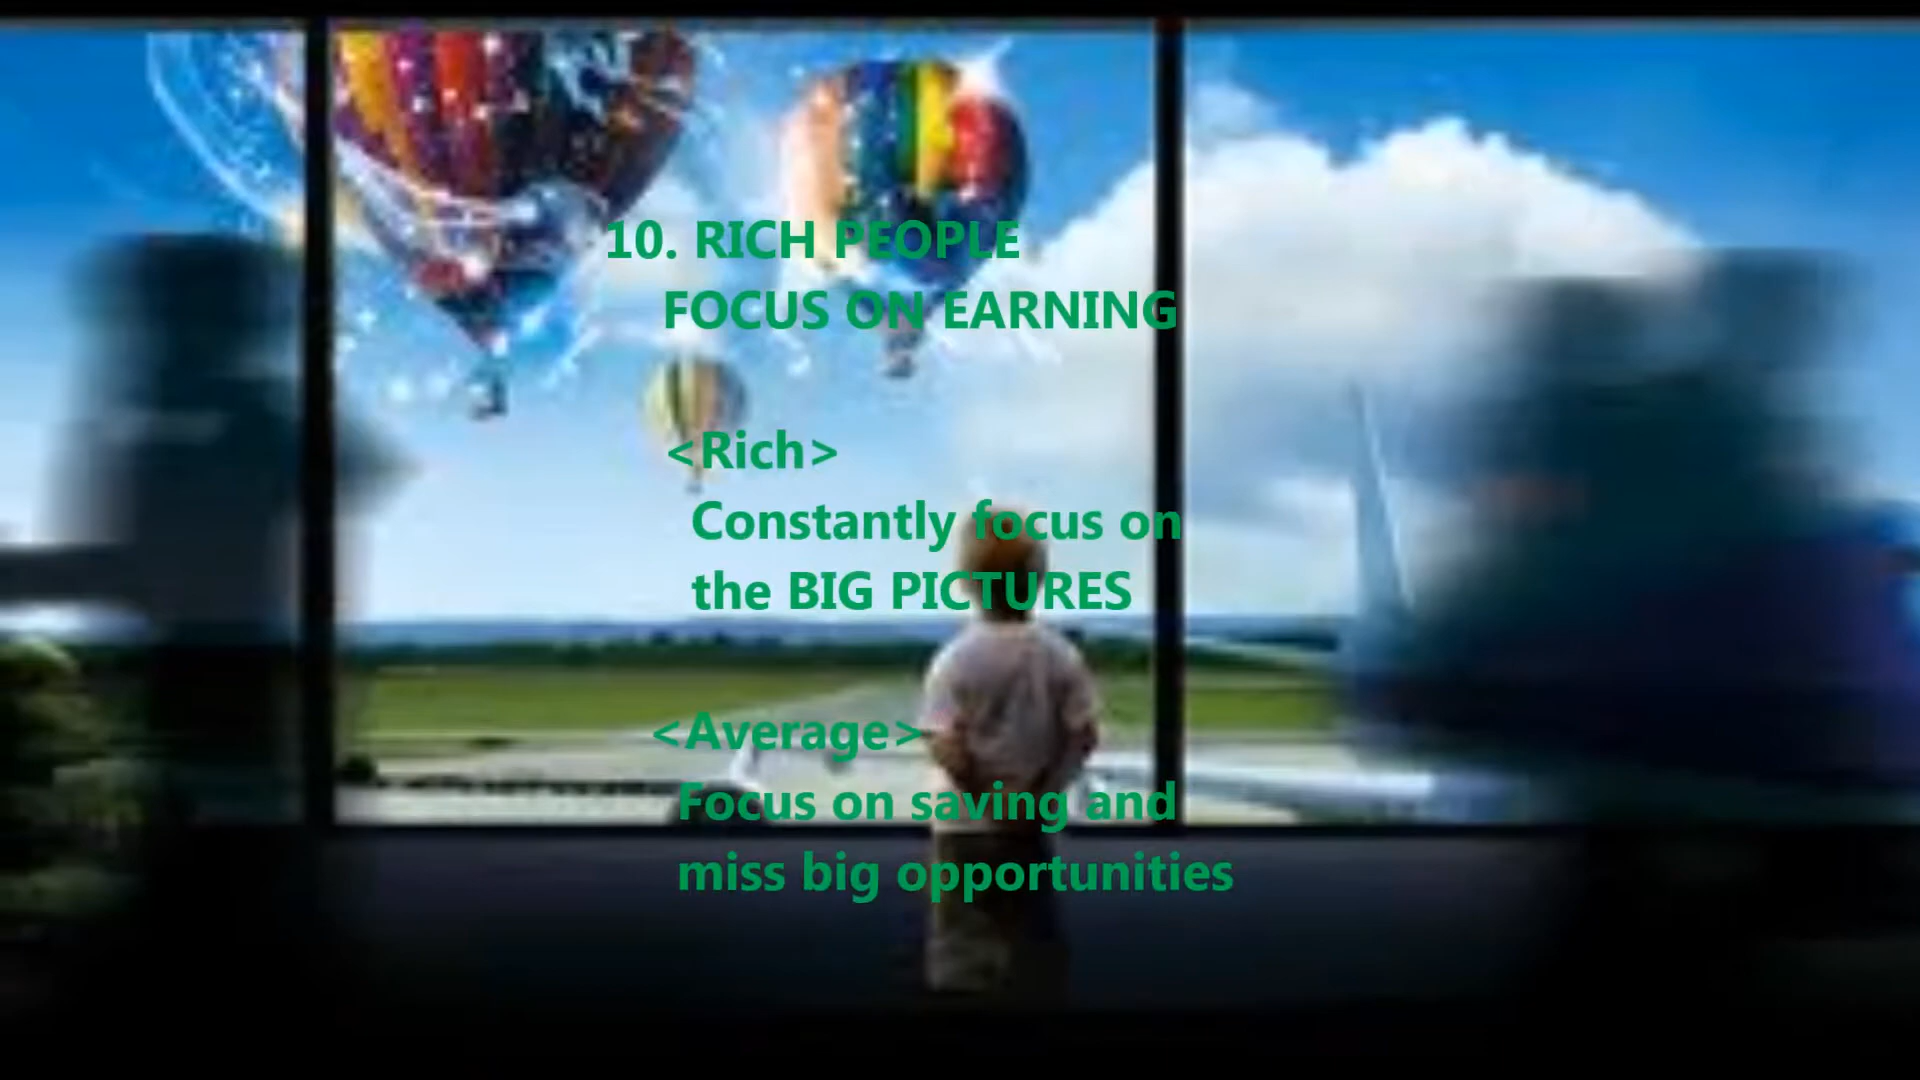 10. RICH PEOPLE
FOCUS ON EARNING
<Rich>
Constantly focus on
the BIG PICTURES
<Average>
Focus on saving and
miss big opportunities